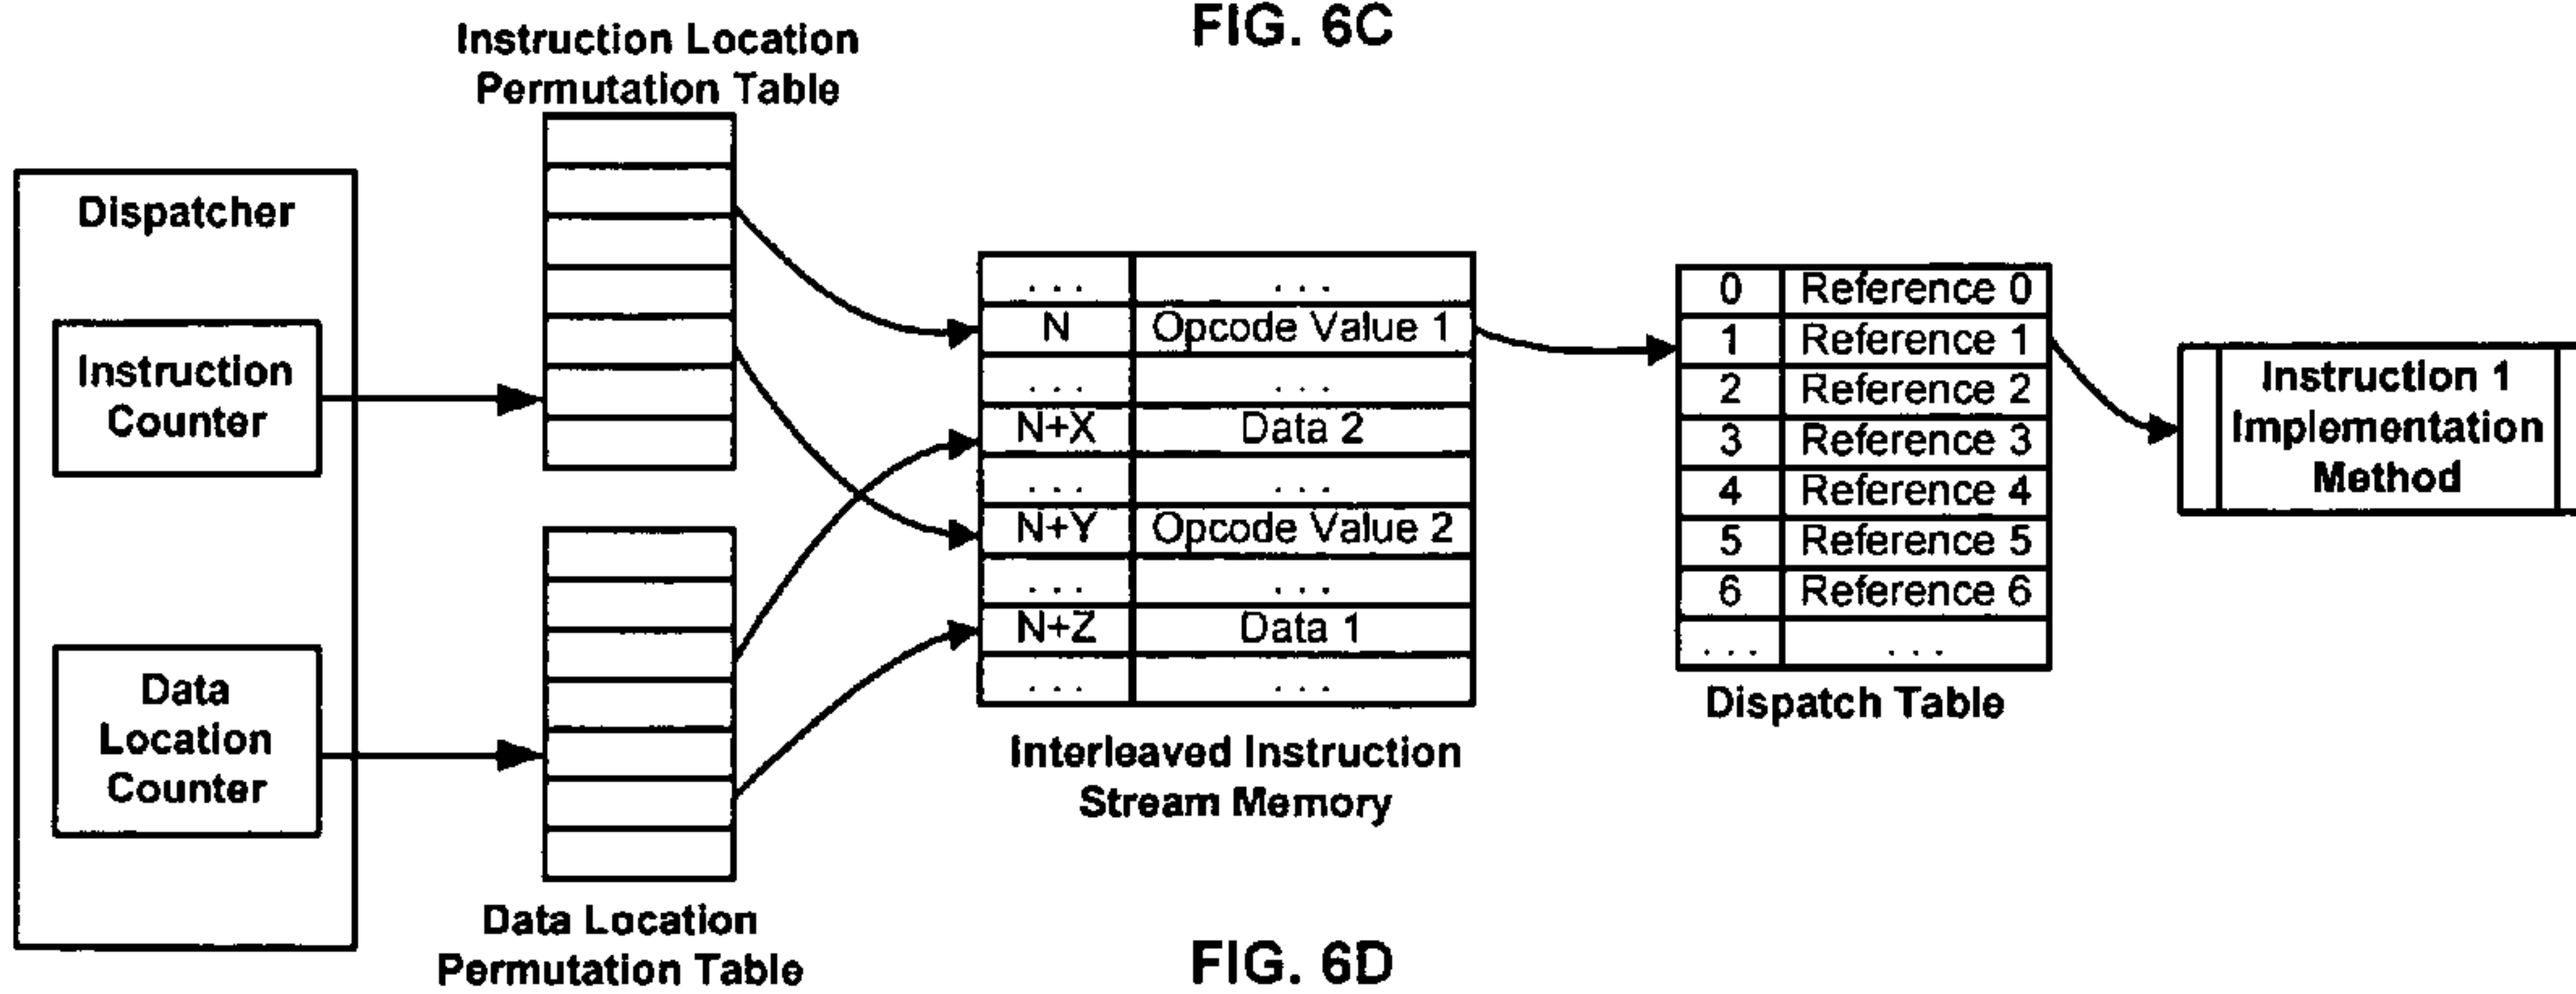 FIG. 6C
Instruction Location
Permutation Table
Dispatcher
Instruction
Counter
Data
Location
Counter
Data Location
Permutation Table
. . . . . .
N Opcode Value 1
. . . . . .
N+X Data 2
. . . . . .
N+Y Opcode Value 2
. . . . . .
N+Z Data 1
. . . . . .
Interleaved Instruction
Stream Memory
0 Reference 0
1 Reference 1
2 Reference 2
3 Reference 3
4 Reference 4
5 Reference 5
6 Reference 6
. . . . . .
Dispatch Table
Instruction 1
Implementation
Method
FIG. 6D